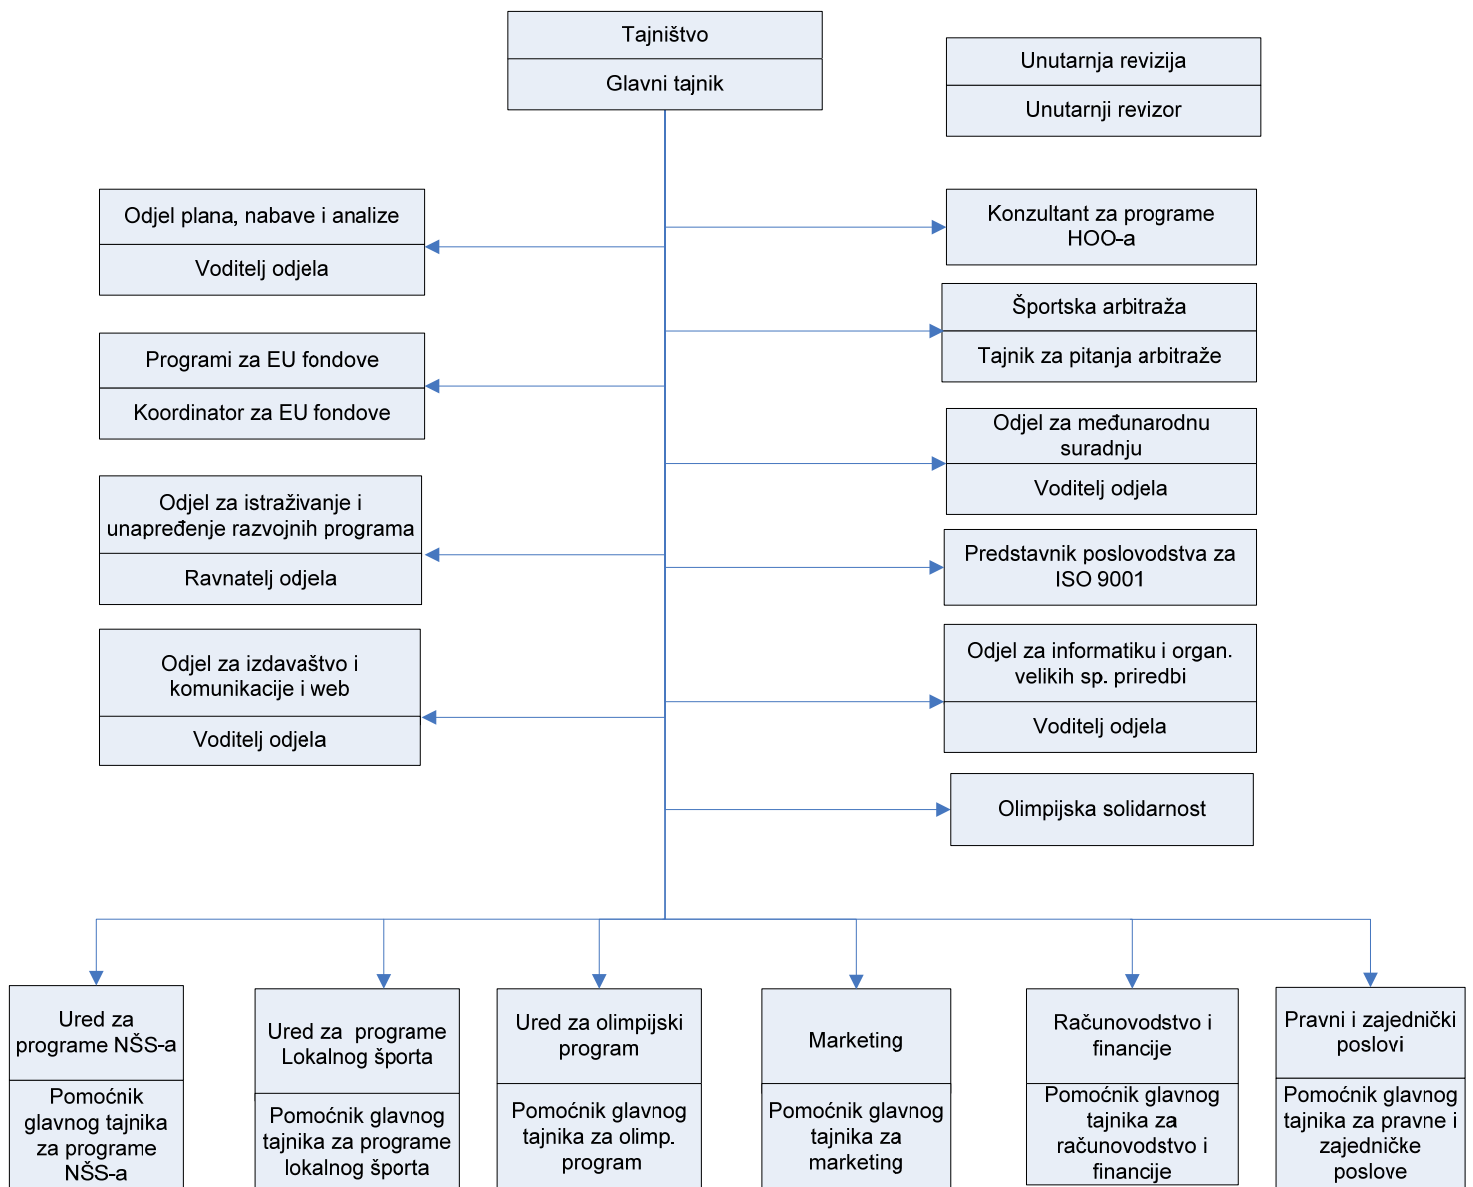 Tajništvo
Glavni tajnik
Unutarnja revizija
Unutarnji revizor
Odjel plana, nabave i analize
Voditelj odjela
Konzultant za programe
HOO-a
Športska arbitraža
Tajnik za pitanja arbitraže
Programi za EU fondove
Koordinator za EU fondove
Odjel za međunarodnu
suradnju
Voditelj odjela
Odjel za istraživanje i
unapređenje razvojnih programa
Ravnatelj odjela
Predstavnik poslovodstva za
ISO 9001
Odjel za izdavaštvo i
komunikacije i web
Voditelj odjela
Odjel za informatiku i organ.
velikih sp. priredbi
Voditelj odjela
Olimpijska solidarnost
Ured za
programe NŠS-a
Pomoćnik
glavnog tajnika
za programe
NŠS-a
Ured za  programe
Lokalnog športa
Pomoćnik glavnog
tajnika za programe
lokalnog športa
Ured za olimpijski
program
Pomoćnik glavnog
tajnika za olimp.
program
Marketing
Pomoćnik glavnog
tajnika za
marketing
Računovodstvo i
financije
Pomoćnik glavnog
tajnika za
računovodstvo i
financije
Pravni i zajednički
poslovi
Pomoćnik glavnog
tajnika za pravne i
zajedničke
poslove